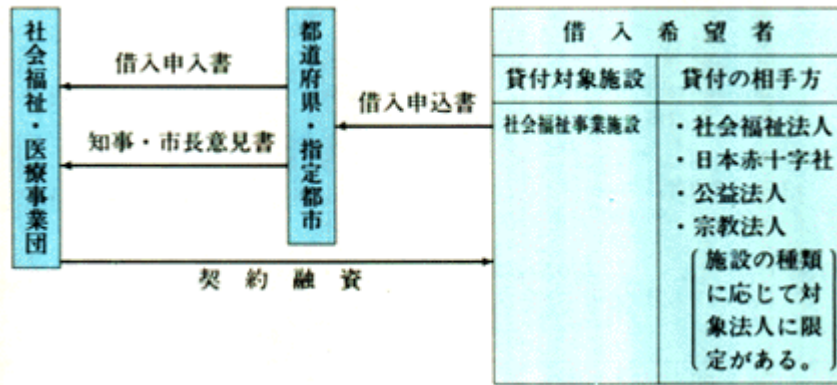 社会福祉・医療事業団
借入申入書
知事・市長意見書
都道府県・指定都市
借入申込書
契約融資
借入希望者
貸付対象施設
貸付の相手方
社会福祉事業施設
・社会福祉法人
・日本赤十字社
・公益法人
・宗教法人
施設の種類
に応じて対
象法人に限
定がある。